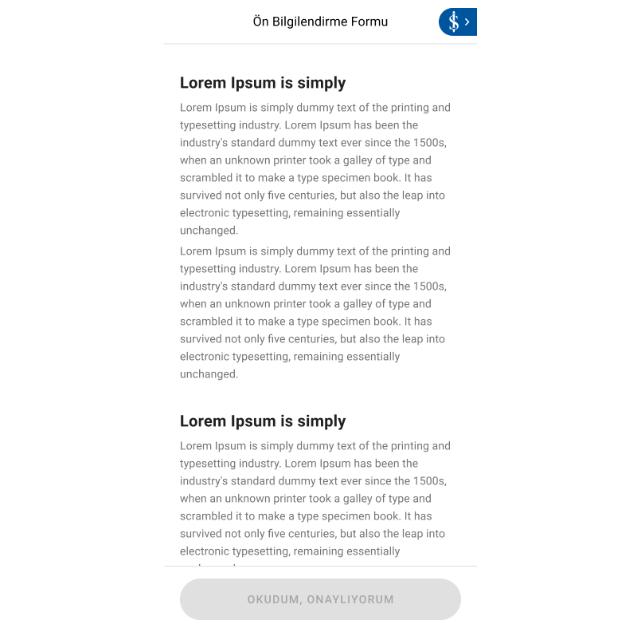 Ön Bilgilendirme Formu
Lorem Ipsum is simply
Lorem Ipsum is simply dummy text of the printing and
typesetting industry. Lorem Ipsum has been the
industry's standard dummy text ever since the 1500s,
when an unknown printer took a galley of type and
scrambled it to make a type specimen book. It has
survived not only five centuries, but also the leap into
electronic typesetting, remaining essentially
unchanged.
Lorem Ipsum is simply dummy text of the printing and
typesetting industry. Lorem Ipsum has been the
industry's standard dummy text ever since the 1500s,
when an unknown printer took a galley of type and
scrambled it to make a type specimen book. It has
survived not only five centuries, but also the leap into
electronic typesetting, remaining essentially
unchanged.
Lorem Ipsum is simply
Lorem Ipsum is simply dummy text of the printing and
typesetting industry. Lorem Ipsum has been the
industry's standard dummy text ever since the 1500s,
when an unknown printer took a galley of type and
scrambled it to make a type specimen book. It has
survived not only five centuries, but also the leap into
electronic typesetting, remaining essentially
OKUDUM, ONAYLIYORUM